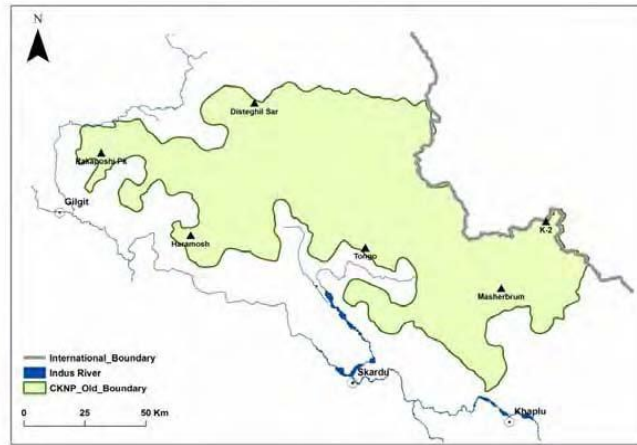 N
Disteghil Sar
Rakaposhi Pk
Gilgit
K-2
Haramosh
Tongo
Masherbrum
International_Boundary
Indus River
CKNP_Old_Boundary
Skardu
0 25 50 Km
Khaplu